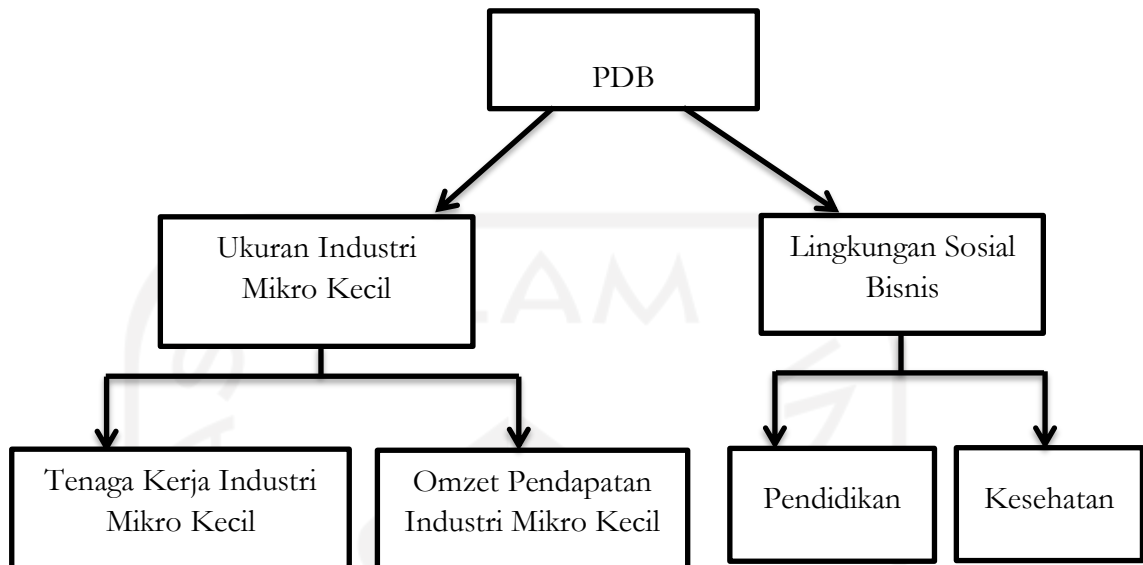 PDB
Ukuran Industri
Mikro Kecil
Lingkungan Sosial
Bisnis
Tenaga Kerja Industri
Mikro Kecil
Omzet Pendapatan
Industri Mikro Kecil
Pendidikan
Kesehatan